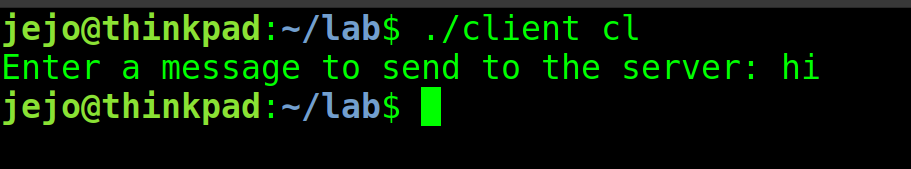 jejo@thinkpad:~/lab$ ./client cl
Enter a message to send to the server: hi
jejo@thinkpad:~/lab$